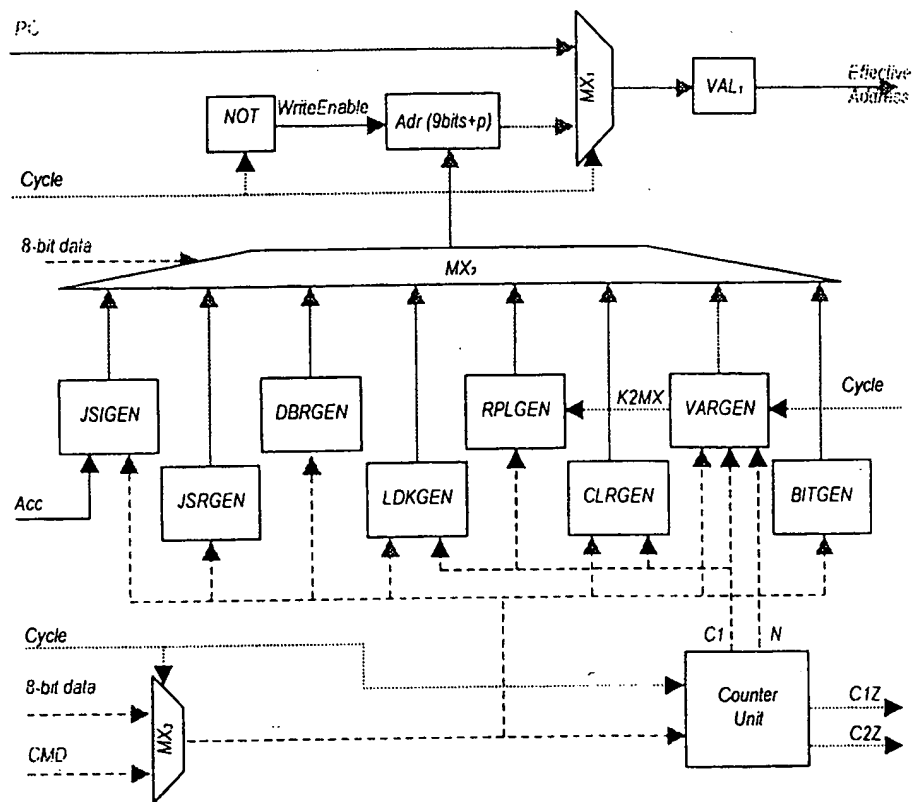 PC
MX₁
VAL₁
Effective
Address
NOT
WriteEnable
Adr (9bits+p)
Cycle
8-bit data
MX₂
JSIGEN
DBRGEN
RPLGEN
K2MX
VARGEN
Cycle
Acc
JSRGEN
LDKGEN
CLRGEN
BITGEN
Cycle
C1
N
8-bit data
MX₃
CMD
Counter
Unit
C1Z
C2Z